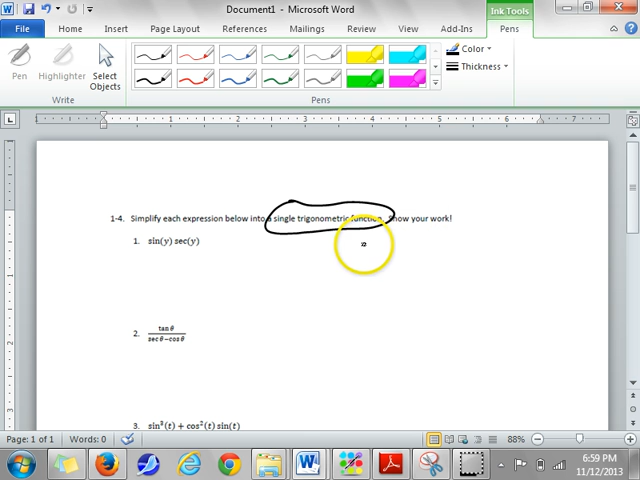 Document1 - Microsoft Word
Ink Tools
File Home Insert Page Layout References Mailings Review View Add-Ins Pens
Pen Highlighter Select Objects
Color
Thickness
Write Pens
1-4. Simplify each expression below into a single trigonometric function. Show your work!
1. sin(y) sec(y)
2. tan θ / sec θ−cos θ
3. sin³(t) + cos²(t) sin(t)
Page: 1 of 1 Words: 0 88%
6:59 PM
11/12/2013